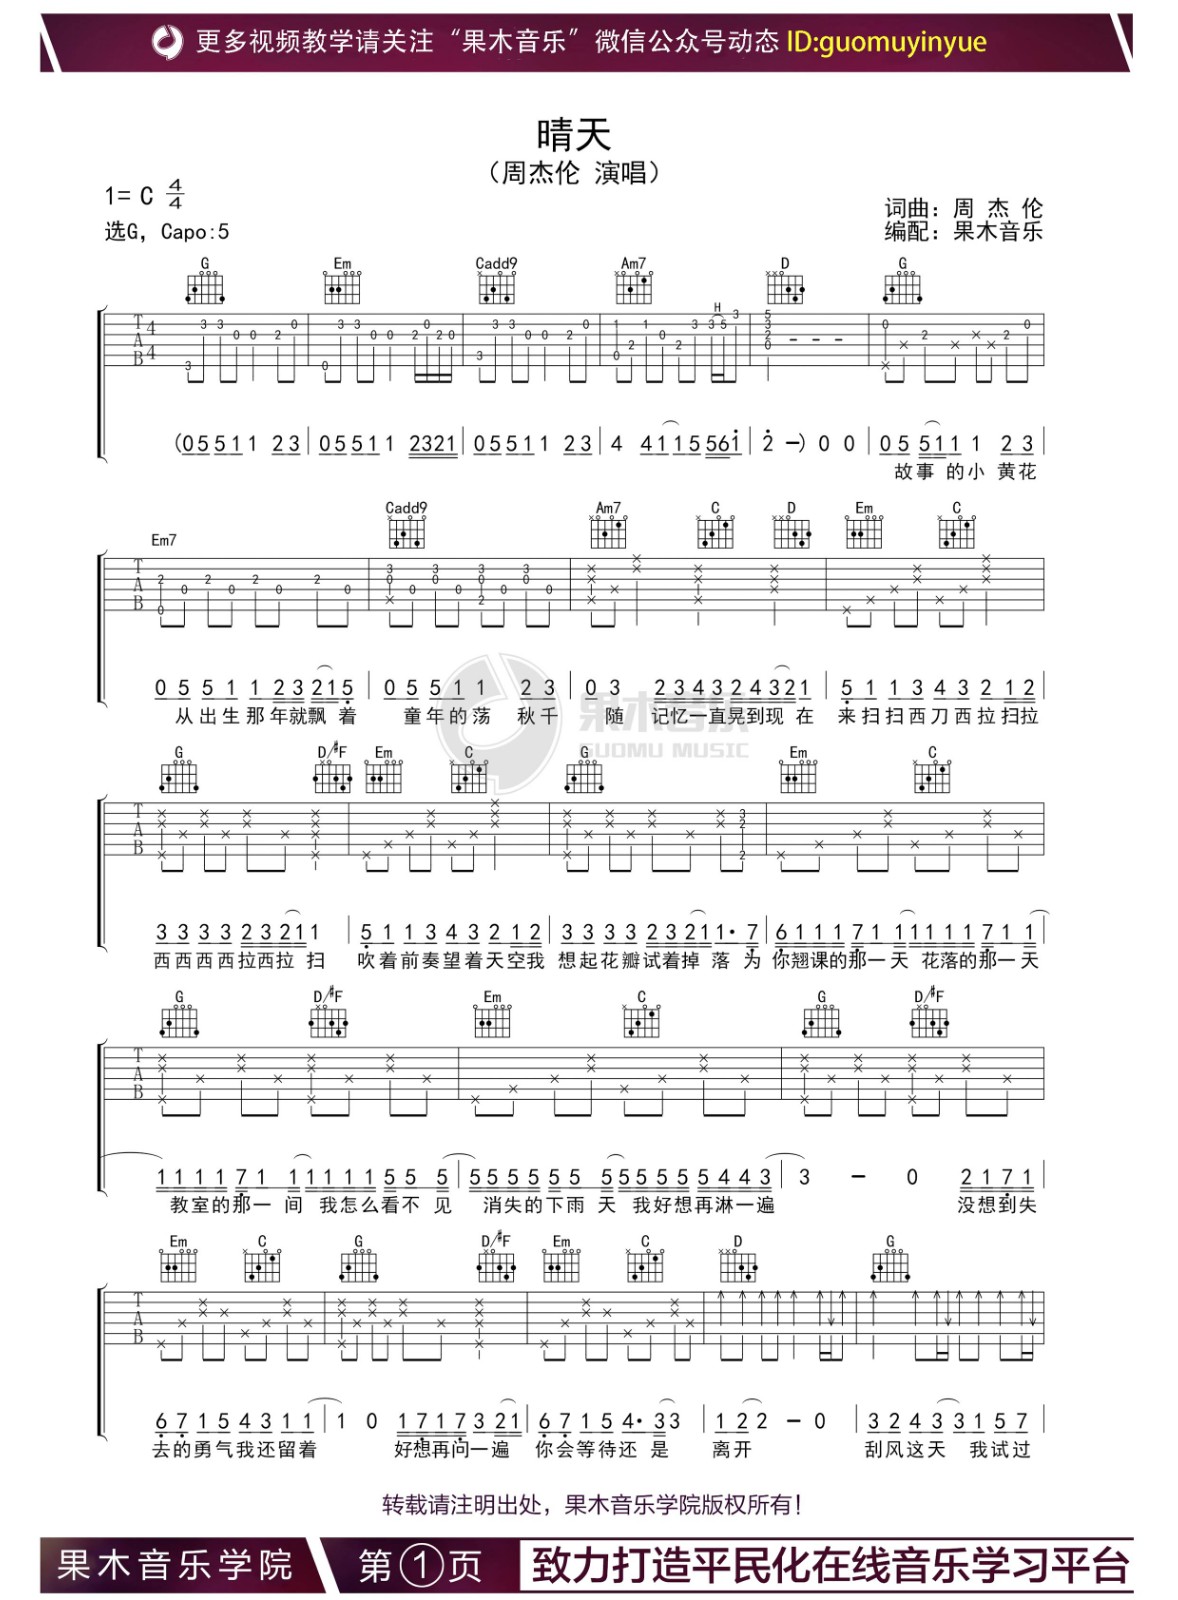 更多视频教学请关注“果木音乐”微信公众号动态 ID:guomuyinyue
晴天
（周杰伦 演唱）
1= C 4/4
词曲：周 杰 伦
选G，Capo:5
编配：果木音乐
G Em Cadd9 Am7 D G
(0 5 5 5 1 1 2 3 | 0 5 5 5 1 1 2321 | 0 5 5 5 1 1 2 3 | 4 4 1 1 5 5 6 1 | 2 —) 0 0 | 0 5 5 1 1 1 2 3 |
故事 的小 黄花
Em7 Cadd9 Am7 C D Em C
0 5 5 1 1 2 3 2 1 5 | 0 5 5 1 1 2 3 | 0 3 2 3 4 3 2 4 3 2 1 | 5 1 1 3 4 3 2 1 2 |
从出生那年就飘 着 童年的荡 秋千 随 记忆一直晃到现 在 来扫扫西刀西拉扫拉
果木音乐
GUOMU MUSIC
G D/#F Em C G Em C
3 3 3 3 2 3 2 1 1 | 5 1 1 3 4 3 2 1 2 | 3 3 3 3 2 3 2 1 1· 7 | 6 1 1 1 7 1 1 1 1 1 1 7 1 1
西西西西拉西拉 扫 吹着前奏望着天空我 想起花瓣试着掉 落为 你翘课的那一天 花落的那一天
G D/#F Em C G D/#F
1 1 1 1 7 1 1 1 1 1 1 5 5 5 | 5 5 5 5 5 5 5 5 5 5 5 5 5 4 4 3 | 3 — 0 2 1 7 1 |
教室的那一间 我怎么看不 见 消失的下雨 天 我好想再淋一遍 没想到失
Em C G D/#F Em C D G
6 7 1 5 4 3 1 1 | 1 0 1 7 1 7 3 2 1 | 6 7 1 5 4· 3 3 | 1 2 2 — 0 | 3 2 4 3 3 1 5 7 |
去的勇气我还留着 好想再问一遍 你会等待还 是 离开 刮风这天 我试过
转载请注明出处，果木音乐学院版权所有！
果木音乐学院 第①页 致力打造平民化在线音乐学习平台